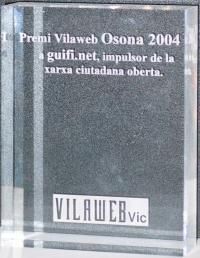 Premi Vilaweb Osona 2004
a guifi.net, impulsor de la
xarxa ciutadana oberta.
VILAWEB Vic